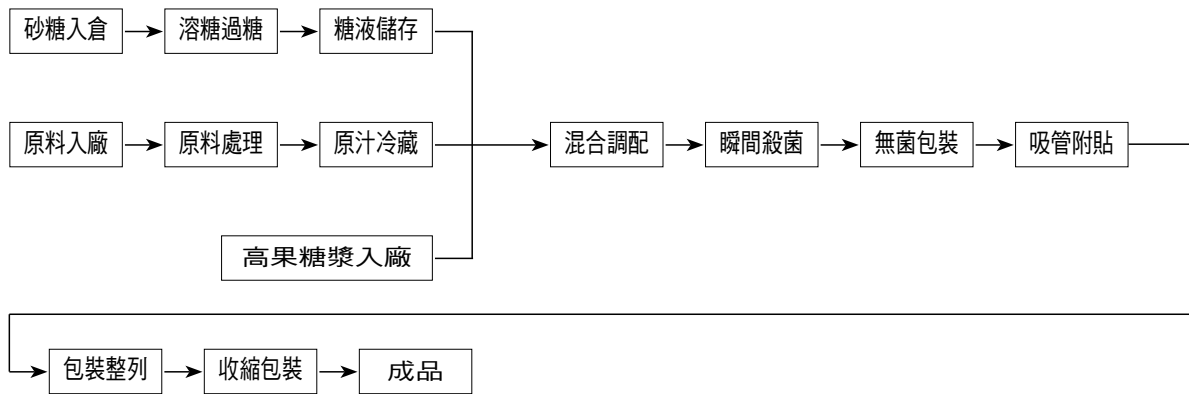 砂糖入倉
溶糖過糖
糖液儲存
原料入廠
原料處理
原汁冷藏
混合調配
瞬間殺菌
無菌包裝
吸管附貼
高果糖漿入廠
包裝整列
收縮包裝
成品